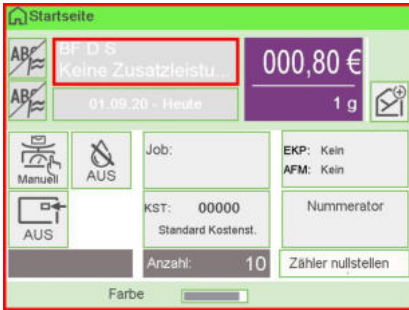 Startseite
ABC
BF D S
Keine Zusatzleistu...
000,80 €
1 g
ABC
01.09.20 - Heute
Manuell
AUS
Job:
EKP: Kein
AFM: Kein
AUS
KST: 00000
Standard Kostenst.
Nummerator
Anzahl: 10
Zähler nullstellen
Farbe